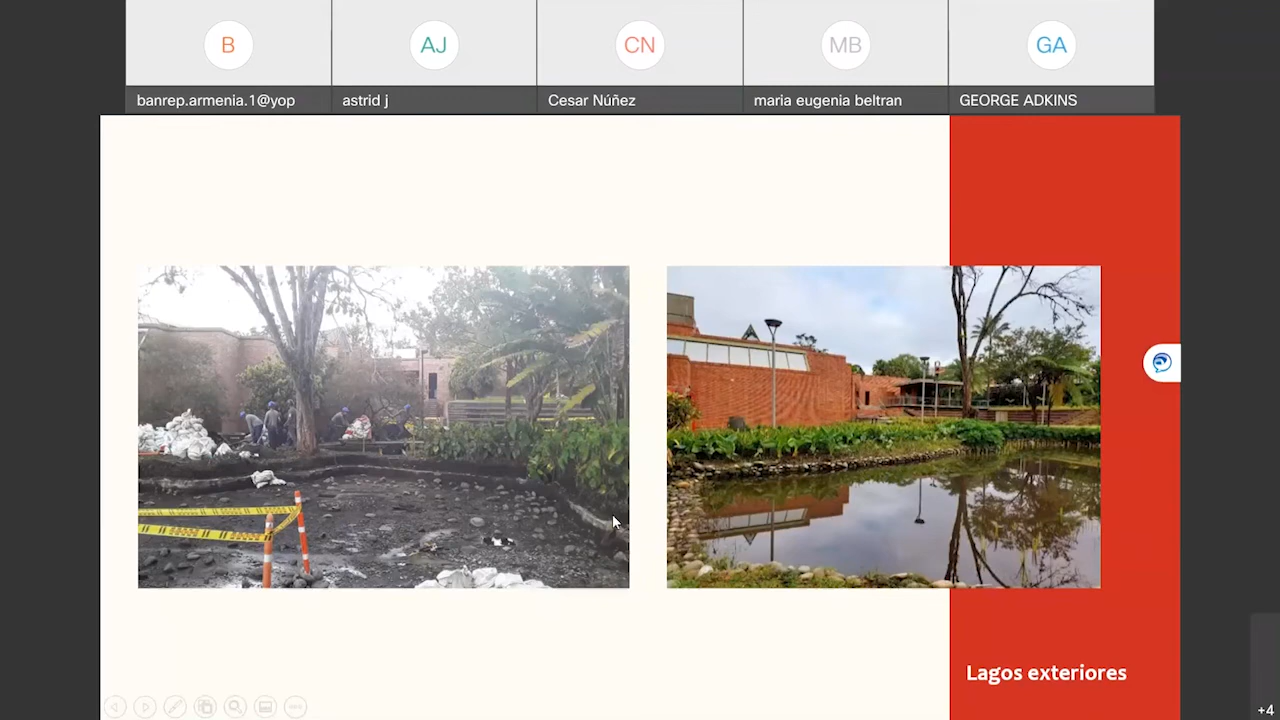 B
AJ
CN
MB
GA
banrep.armenia.1@yop
astrid j
Cesar Núñez
maria eugenia beltran
GEORGE ADKINS
Lagos exteriores
+4